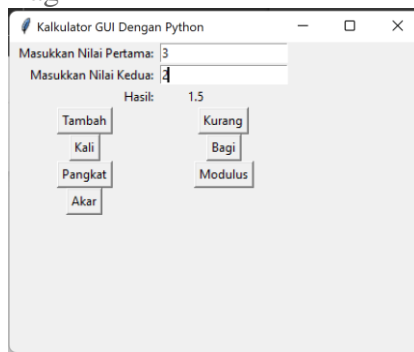 Kalkulator GUI Dengan Python
Masukkan Nilai Pertama: 3
Masukkan Nilai Kedua: 2
Hasil: 1.5
Tambah Kurang
Kali Bagi
Pangkat Modulus
Akar